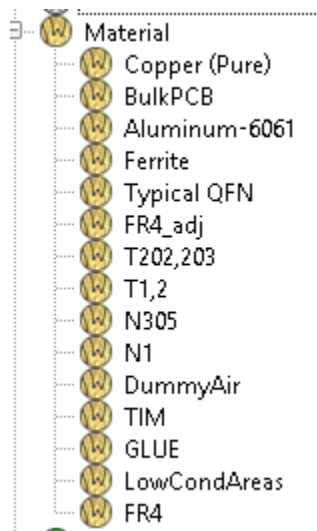 Material
Copper (Pure)
BulkPCB
Aluminum-6061
Ferrite
Typical QFN
FR4_adj
T202,203
T1,2
N305
N1
DummyAir
TIM
GLUE
LowCondAreas
FR4